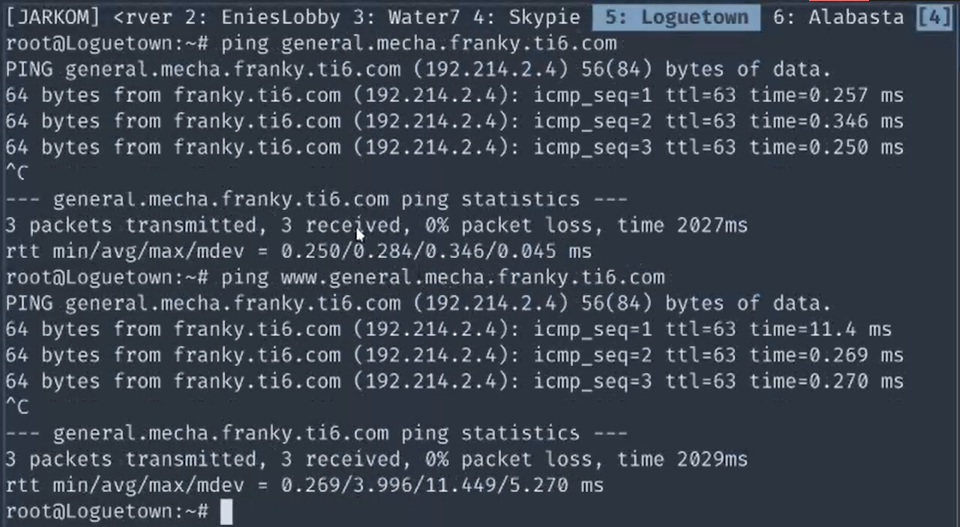 [JARKOM] <rver 2: EniesLobby 3: Water7 4: Skypie 5: Loguetown 6: Alabasta [4]
root@Loguetown:~# ping general.mecha.franky.ti6.com
PING general.mecha.franky.ti6.com (192.214.2.4) 56(84) bytes of data.
64 bytes from franky.ti6.com (192.214.2.4): icmp_seq=1 ttl=63 time=0.257 ms
64 bytes from franky.ti6.com (192.214.2.4): icmp_seq=2 ttl=63 time=0.346 ms
64 bytes from franky.ti6.com (192.214.2.4): icmp_seq=3 ttl=63 time=0.250 ms
^C
--- general.mecha.franky.ti6.com ping statistics ---
3 packets transmitted, 3 received, 0% packet loss, time 2027ms
rtt min/avg/max/mdev = 0.250/0.284/0.346/0.045 ms
root@Loguetown:~# ping www.general.mecha.franky.ti6.com
PING general.mecha.franky.ti6.com (192.214.2.4) 56(84) bytes of data.
64 bytes from franky.ti6.com (192.214.2.4): icmp_seq=1 ttl=63 time=11.4 ms
64 bytes from franky.ti6.com (192.214.2.4): icmp_seq=2 ttl=63 time=0.269 ms
64 bytes from franky.ti6.com (192.214.2.4): icmp_seq=3 ttl=63 time=0.270 ms
^C
--- general.mecha.franky.ti6.com ping statistics ---
3 packets transmitted, 3 received, 0% packet loss, time 2029ms
rtt min/avg/max/mdev = 0.269/3.996/11.449/5.270 ms
root@Loguetown:~#